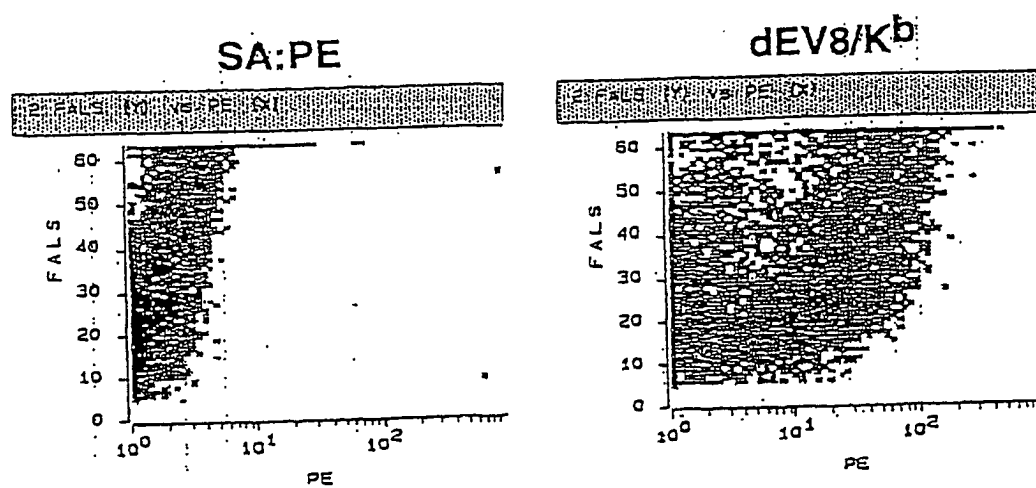 SA:PE
2 FALS (Y) vs PE (X)
60
50
40
30
20
10
0
FALS
10⁰
10¹
10²
PE
dEV8/Kᵇ
2 FALS (Y) vs PE (X)
60
50
40
30
20
10
0
FALS
10⁰
10¹
10²
PE